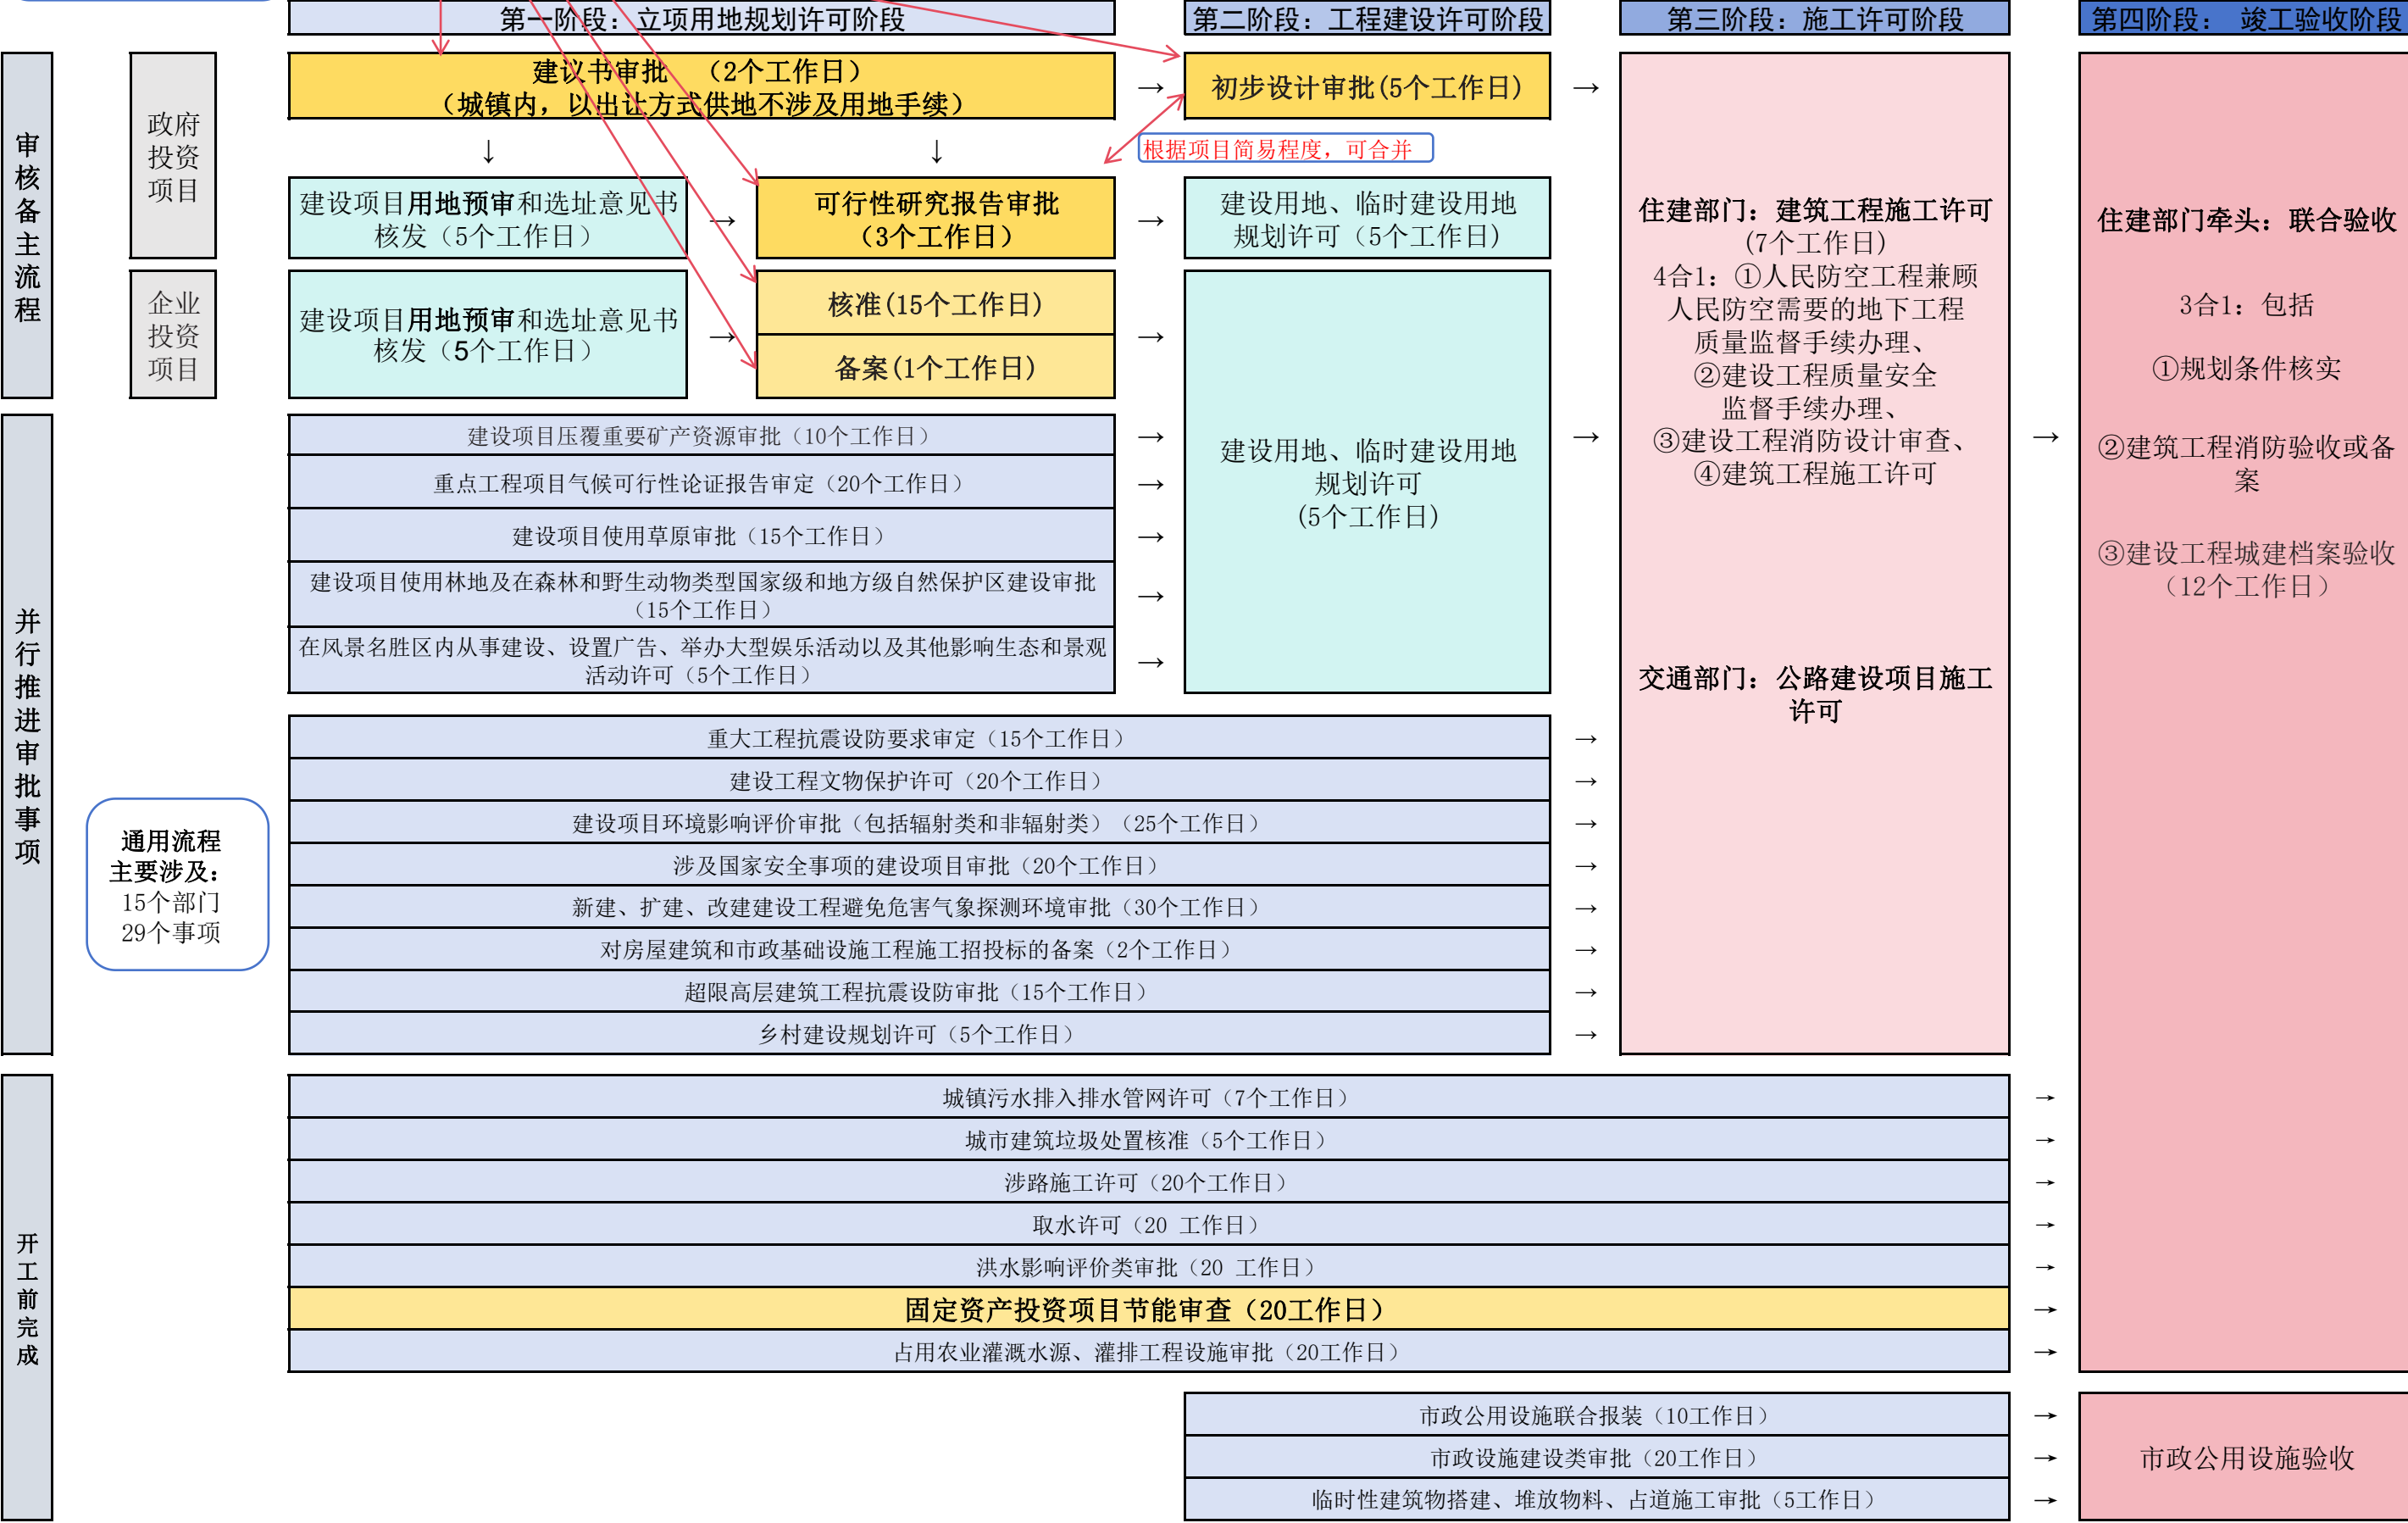 第一阶段：立项用地规划许可阶段
第二阶段：工程建设许可阶段
第三阶段：施工许可阶段
第四阶段： 竣工验收阶段
审核备主流程
政府
投资
项目
建议书审批 （2个工作日）
（城镇内，以出让方式供地不涉及用地手续）
→
初步设计审批(5个工作日)
→
↓
↓
根据项目简易程度，可合并
建设项目用地预审和选址意见书
核发（5个工作日）
→
可行性研究报告审批
（3个工作日）
→
建设用地、临时建设用地
规划许可（5个工作日)
企业
投资
项目
建设项目用地预审和选址意见书
核发（5个工作日）
→
核准(15个工作日)
备案(1个工作日)
→
建设用地、临时建设用地
规划许可
(5个工作日)
→
住建部门：建筑工程施工许可
(7个工作日)
4合1：①人民防空工程兼顾
人民防空需要的地下工程
质量监督手续办理、
②建设工程质量安全
监督手续办理、
③建设工程消防设计审查、
④建筑工程施工许可
交通部门：公路建设项目施工
许可
→
住建部门牵头：联合验收
3合1：包括
①规划条件核实
②建筑工程消防验收或备
案
③建设工程城建档案验收
（12个工作日）
并行推进审批事项
建设项目压覆重要矿产资源审批（10个工作日）
→
重点工程项目气候可行性论证报告审定（20个工作日）
→
建设项目使用草原审批（15个工作日）
→
建设项目使用林地及在森林和野生动物类型国家级和地方级自然保护区建设审批
（15个工作日）
→
在风景名胜区内从事建设、设置广告、举办大型娱乐活动以及其他影响生态和景观
活动许可（5个工作日）
→
通用流程
主要涉及：
15个部门
29个事项
重大工程抗震设防要求审定（15个工作日）
→
建设工程文物保护许可（20个工作日）
→
建设项目环境影响评价审批（包括辐射类和非辐射类）（25个工作日）
→
涉及国家安全事项的建设项目审批（20个工作日）
→
新建、扩建、改建建设工程避免危害气象探测环境审批（30个工作日）
→
对房屋建筑和市政基础设施工程施工招投标的备案（2个工作日）
→
超限高层建筑工程抗震设防审批（15个工作日）
→
乡村建设规划许可（5个工作日）
→
开工前完成
城镇污水排入排水管网许可（7个工作日）
→
城市建筑垃圾处置核准（5个工作日）
→
涉路施工许可（20个工作日）
→
取水许可（20 工作日）
→
洪水影响评价类审批（20 工作日）
→
固定资产投资项目节能审查（20工作日）
→
占用农业灌溉水源、灌排工程设施审批（20工作日）
→
市政公用设施联合报装（10工作日）
→
市政设施建设类审批（20工作日）
→
临时性建筑物搭建、堆放物料、占道施工审批（5工作日）
→
市政公用设施验收